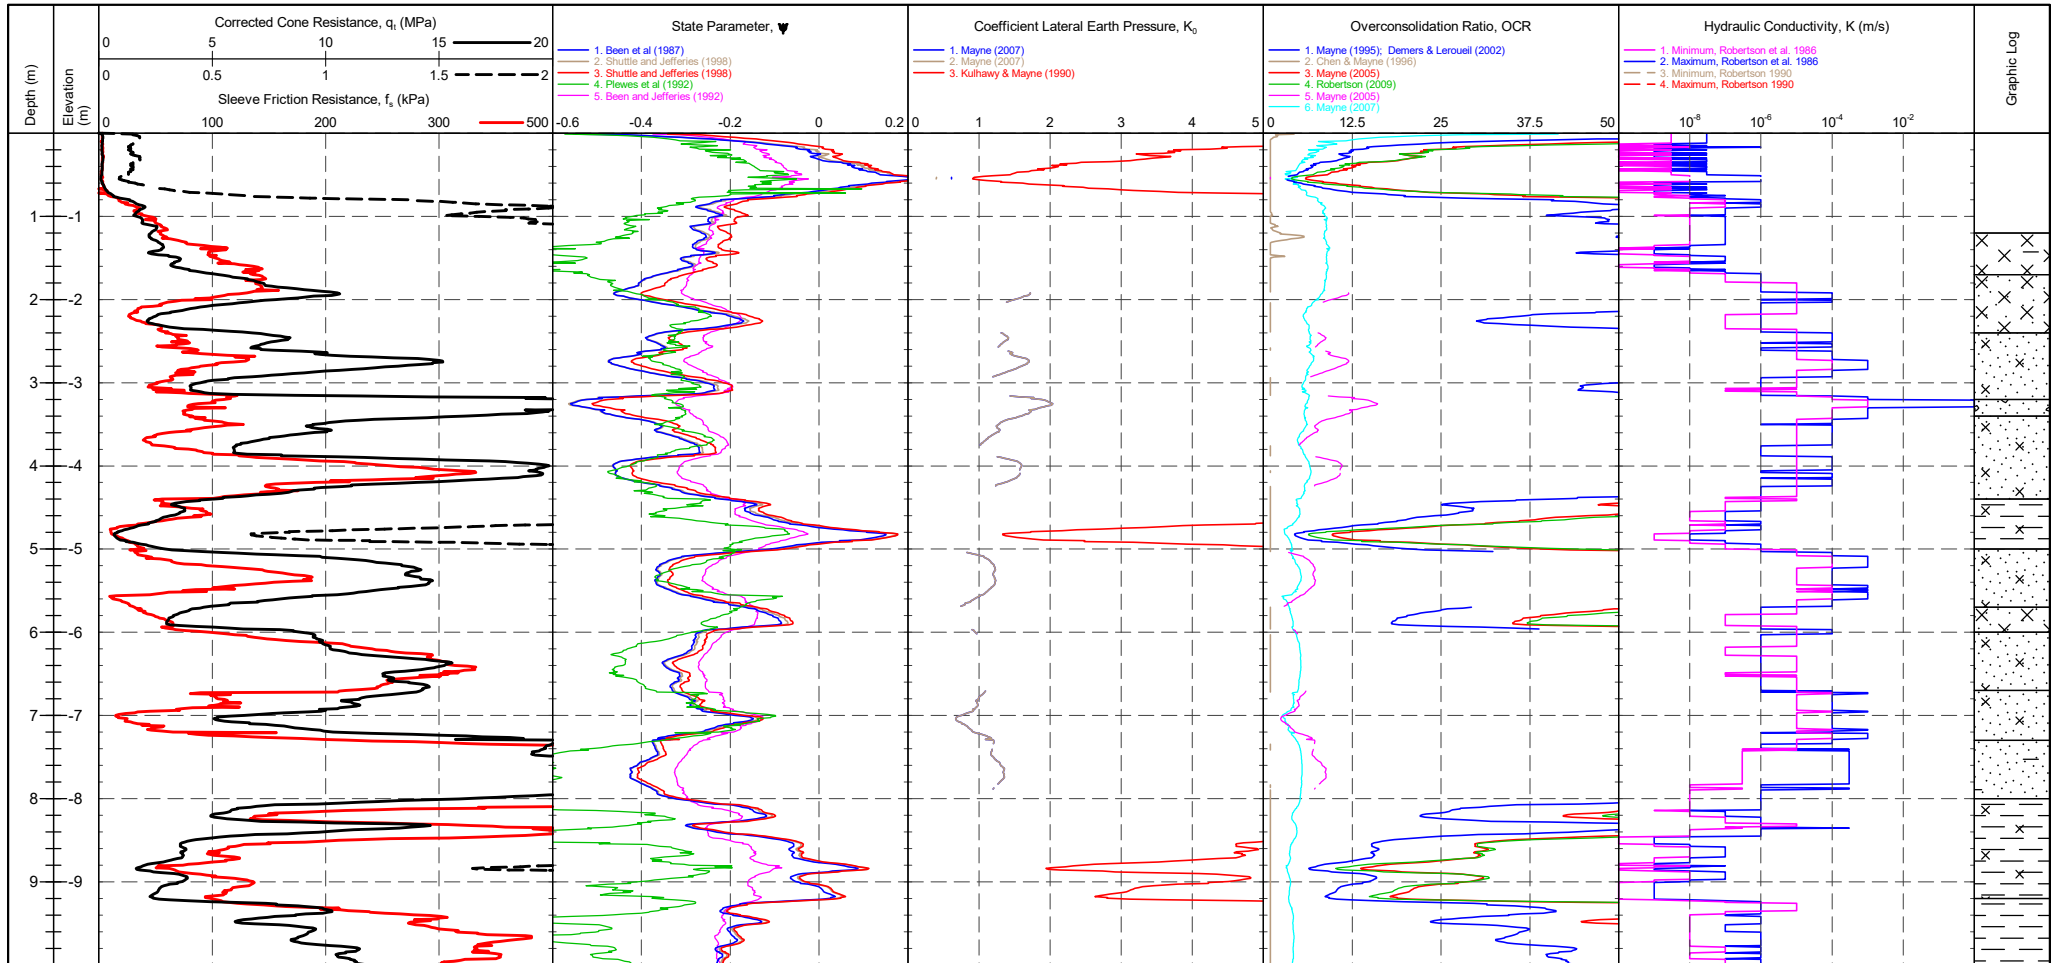 Depth (m)
Elevation
(m)
Corrected Cone Resistance, qt (MPa)
0 5 10 15 20
0 0.5 1 1.5 2
Sleeve Friction Resistance, fs (kPa)
0 100 200 300 500
State Parameter, ψ
1. Been et al (1987)
2. Shuttle and Jefferies (1998)
3. Shuttle and Jefferies (1998)
4. Plewes et al (1992)
5. Been and Jefferies (1992)
-0.6 -0.4 -0.2 0 0.2
Coefficient Lateral Earth Pressure, K0
1. Mayne (2007)
2. Mayne (2007)
3. Kulhawy & Mayne (1990)
0 1 2 3 4 5
Overconsolidation Ratio, OCR
1. Mayne (1995); Demers & Leroueil (2002)
2. Chen & Mayne (1996)
3. Mayne (2005)
4. Robertson (2009)
5. Mayne (2005)
6. Mayne (2007)
0 12.5 25 37.5 50
Hydraulic Conductivity, K (m/s)
1. Minimum, Robertson et al. 1986
2. Maximum, Robertson et al. 1986
3. Minimum, Robertson 1990
4. Maximum, Robertson 1990
10-8 10-6 10-4 10-2
Graphic Log
1 -1
2 -2
3 -3
4 -4
5 -5
6 -6
7 -7
8 -8
9 -9